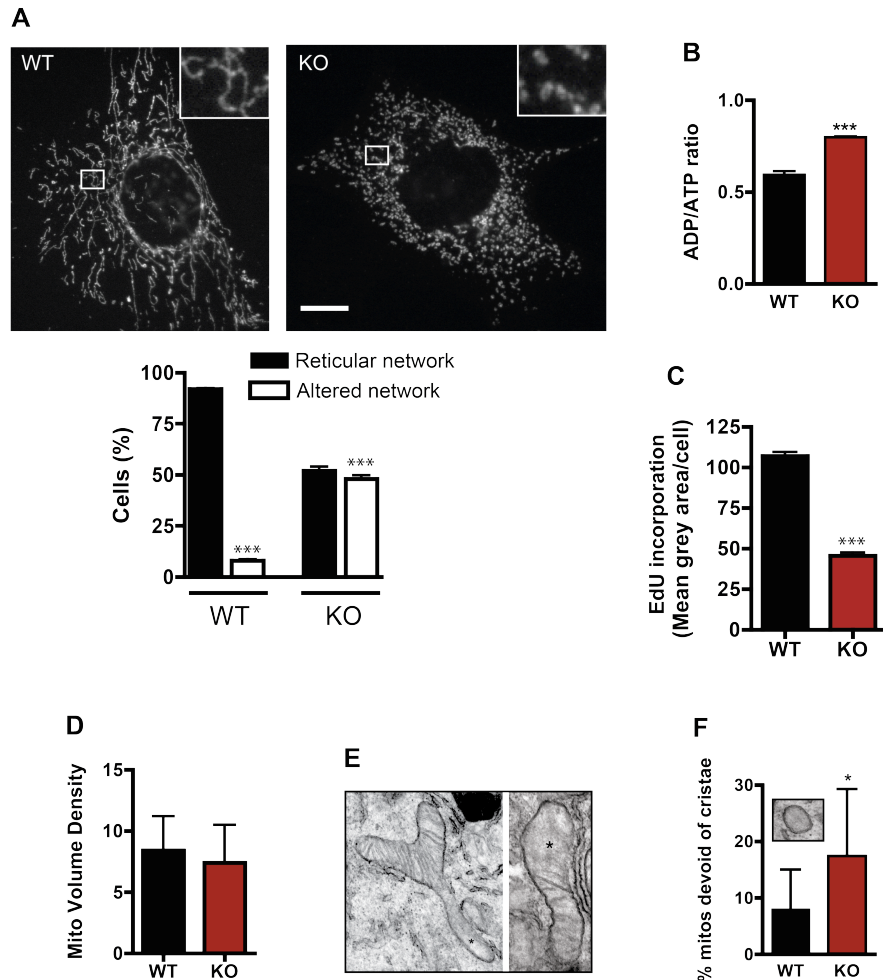 A
WT
KO
100
75
50
25
0
Cells (%)
Reticular network
Altered network
***
***
WT
KO
B
1.0
0.5
0.0
ADP/ATP ratio
***
WT
KO
C
125
100
75
50
25
0
EdU incorporation
(Mean grey area/cell)
***
WT
KO
D
15
10
5
0
Mito Volume Density
WT
KO
E
*
*
F
30
20
10
0
% mitos devoid of cristae
*
WT
KO